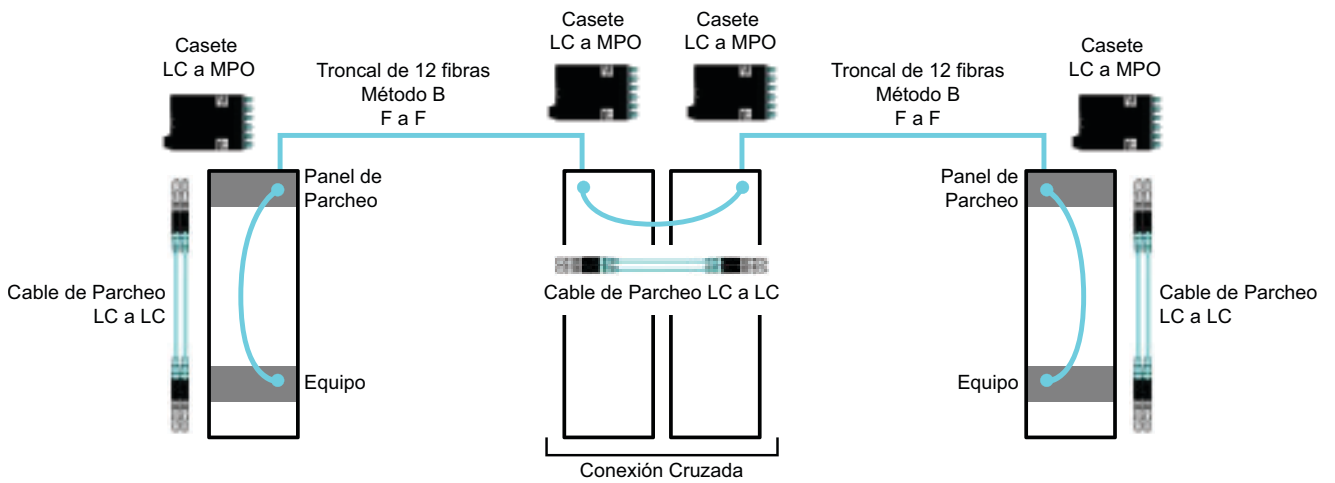 Casete
LC a MPO
Troncal de 12 fibras
Método B
F a F
Casete
LC a MPO
Casete
LC a MPO
Troncal de 12 fibras
Método B
F a F
Casete
LC a MPO
Panel de
Parcheo
Panel de
Parcheo
Cable de Parcheo
LC a LC
Cable de Parcheo LC a LC
Cable de Parcheo
LC a LC
Equipo
Equipo
Conexión Cruzada